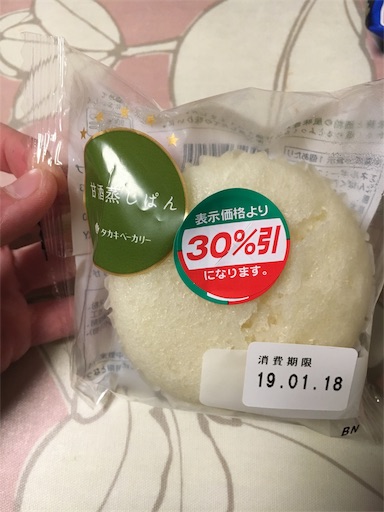 甘酒蒸しぱん
タカキベーカリー
表示価格より
30%引
になります。
消費期限
19.01.18
BN